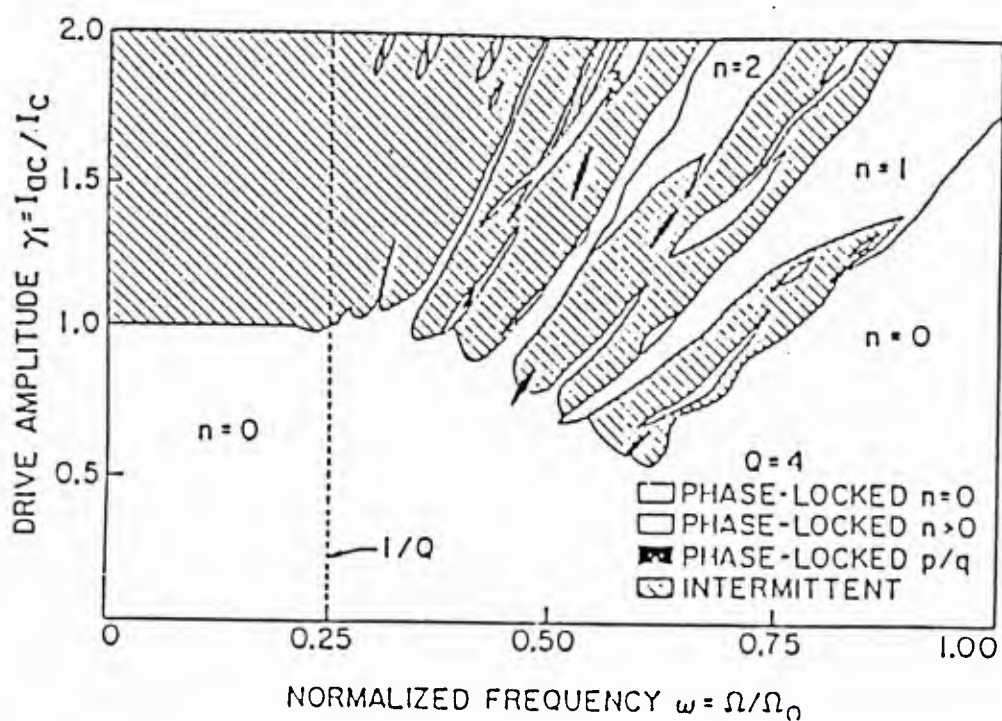 DRIVE AMPLITUDE γ₁ = I_ac / I_c
2.0
1.5
1.0
0.5
n = 2
n = 1
n = 0
n = 0
1/Q
Q = 4
PHASE-LOCKED n = 0
PHASE-LOCKED n > 0
PHASE-LOCKED p/q
INTERMITTENT
0
0.25
0.50
0.75
1.00
NORMALIZED FREQUENCY ω = Ω/Ω₀